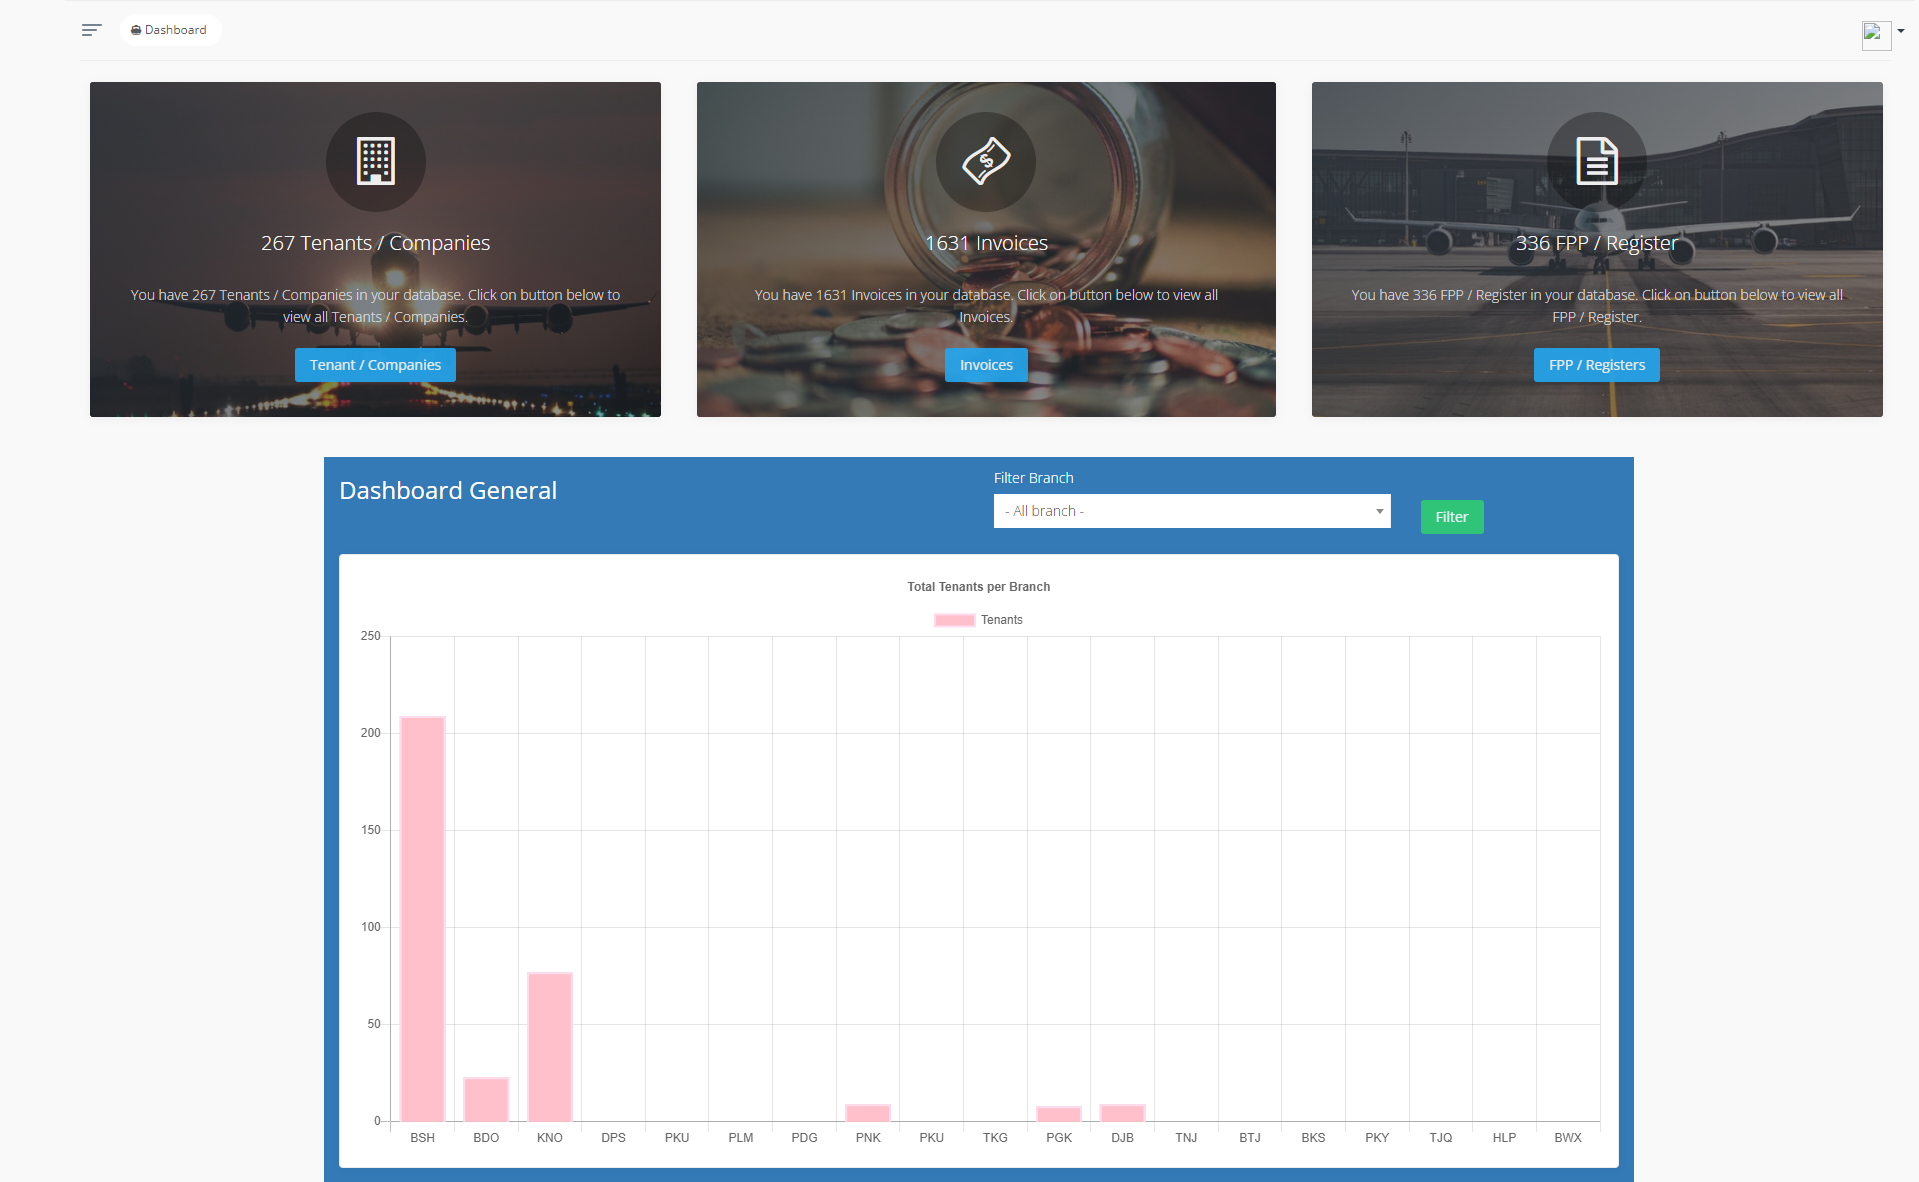 Dashboard
267 Tenants / Companies
You have 267 Tenants / Companies in your database. Click on button below to
view all Tenants / Companies.
Tenant / Companies
1631 Invoices
You have 1631 Invoices in your database. Click on button below to view all
Invoices.
Invoices
336 FPP / Register
You have 336 FPP / Register in your database. Click on button below to view all
FPP / Register.
FPP / Registers
Dashboard General
Filter Branch
- All branch -
Filter
Total Tenants per Branch
Tenants
250
200
150
100
50
0
BSH BDO KNO DPS PKU PLM PDG PNK PKU TKG PGK DJB TNJ BTJ BKS PKY TJQ HLP BWX